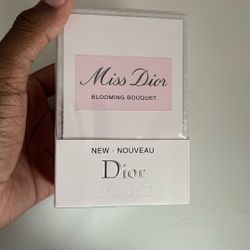 Miss Dior
BLOOMING BOUQUET
NEW - NOUVEAU
Dior